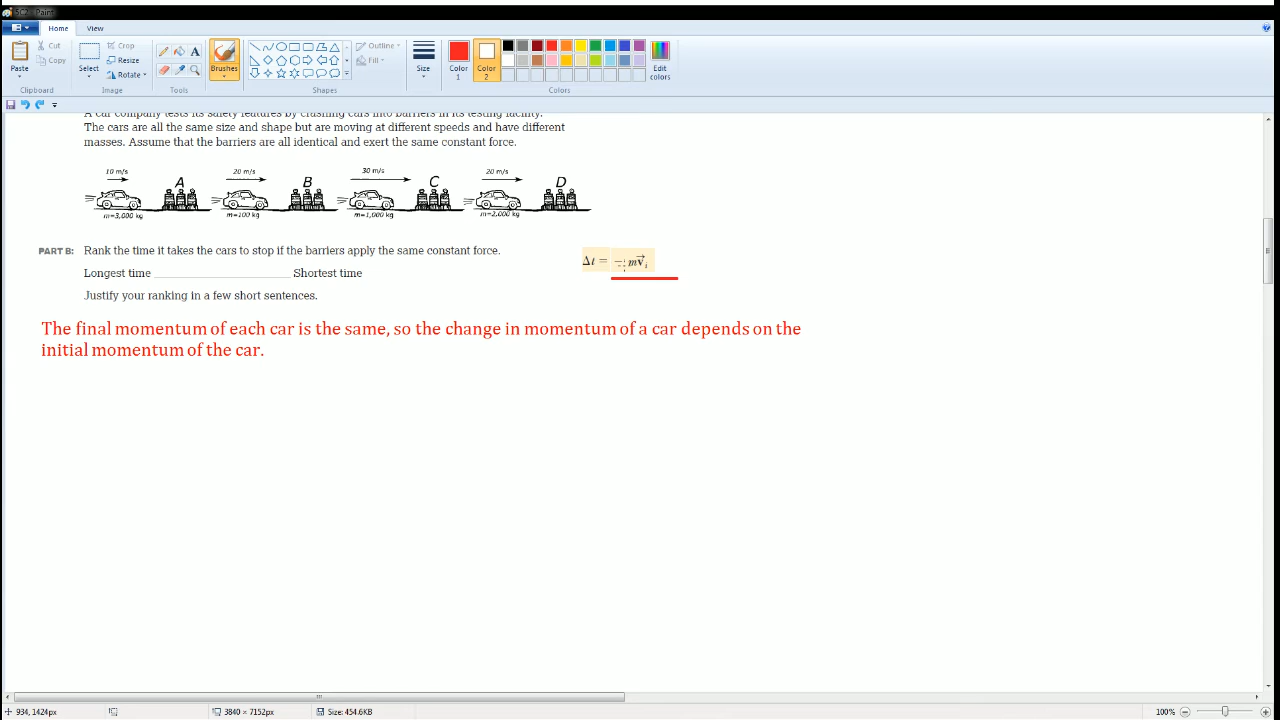 5C2 - Paint
Home View
Cut
Copy
Paste
Clipboard
Crop
Resize
Rotate
Select
Image
A
Tools
Brushes
Outline
Fill
Shapes
Size
Color 1
Color 2
Edit colors
Colors
A car company tests its safety features by crashing cars into barriers in its testing facility.
The cars are all the same size and shape but are moving at different speeds and have different
masses. Assume that the barriers are all identical and exert the same constant force.
10 m/s A 20 m/s B 30 m/s C 20 m/s D
m=3,000 kg m=100 kg m=1,000 kg m=2,000 kg
PART B: Rank the time it takes the cars to stop if the barriers apply the same constant force.
Δt = − mv⃗ᵢ
Longest time ____________________ Shortest time
Justify your ranking in a few short sentences.
The final momentum of each car is the same, so the change in momentum of a car depends on the
initial momentum of the car.
934, 1424px 3840 × 7152px Size: 454.6KB 100%